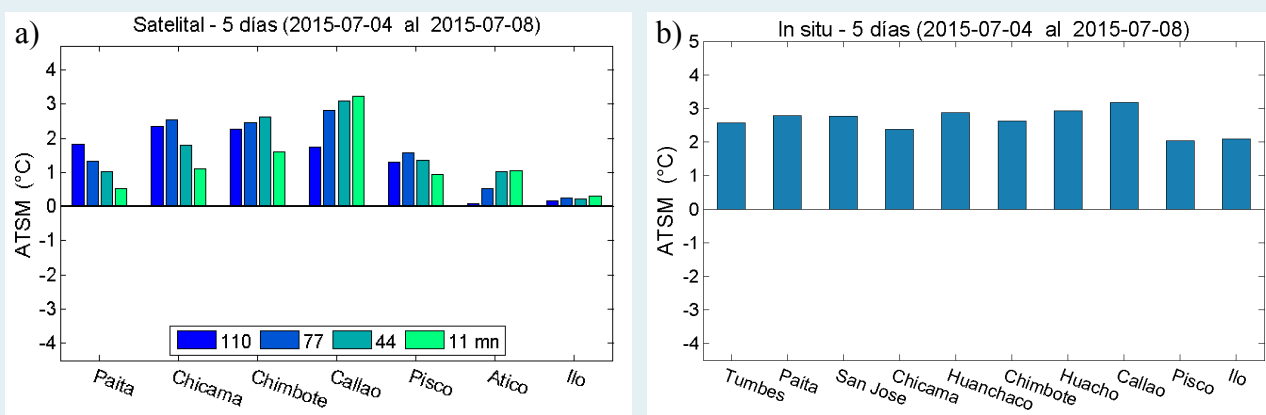 a)
Satelital - 5 días (2015-07-04 al 2015-07-08)
ATSM (°C)
4
3
2
1
0
-1
-2
-3
-4
110 77 44 11 mn
Paita Chicama Chimbote Callao Pisco Atico Ilo
b)
In situ - 5 días (2015-07-04 al 2015-07-08)
ATSM (°C)
5
4
3
2
1
0
-1
-2
-3
-4
Tumbes Paita San Jose Chicama Huanchaco Chimbote Huacho Callao Pisco Ilo